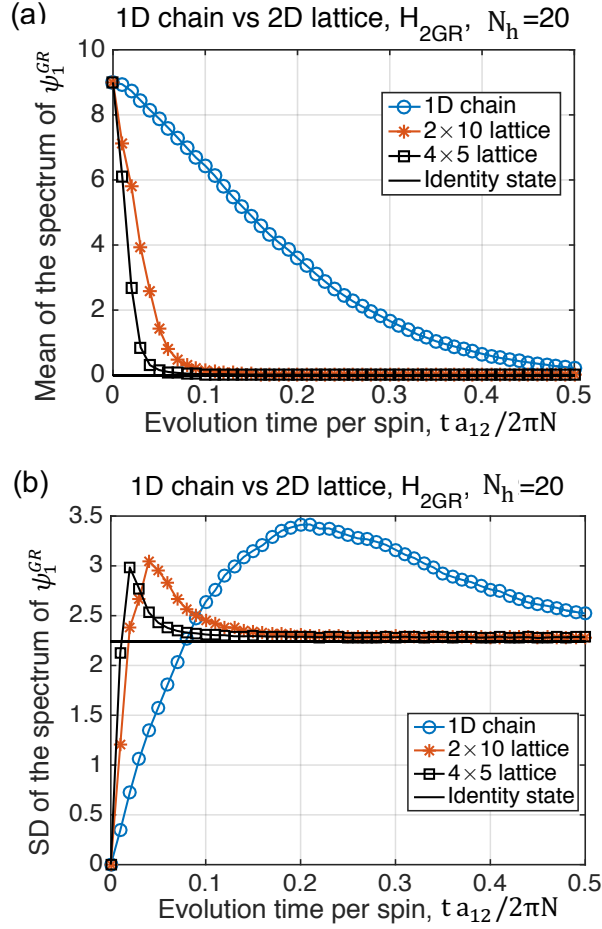 (a)
1D chain vs 2D lattice, H2GR, Nh=20
Mean of the spectrum of ψ1GR
10
8
6
4
2
0
1D chain
2×10 lattice
4×5 lattice
Identity state
0 0.1 0.2 0.3 0.4 0.5
Evolution time per spin, t a12/2πN
(b)
1D chain vs 2D lattice, H2GR, Nh=20
SD of the spectrum of ψ1GR
3.5
3
2.5
2
1.5
1
0.5
0
1D chain
2×10 lattice
4×5 lattice
Identity state
0 0.1 0.2 0.3 0.4 0.5
Evolution time per spin, t a12/2πN